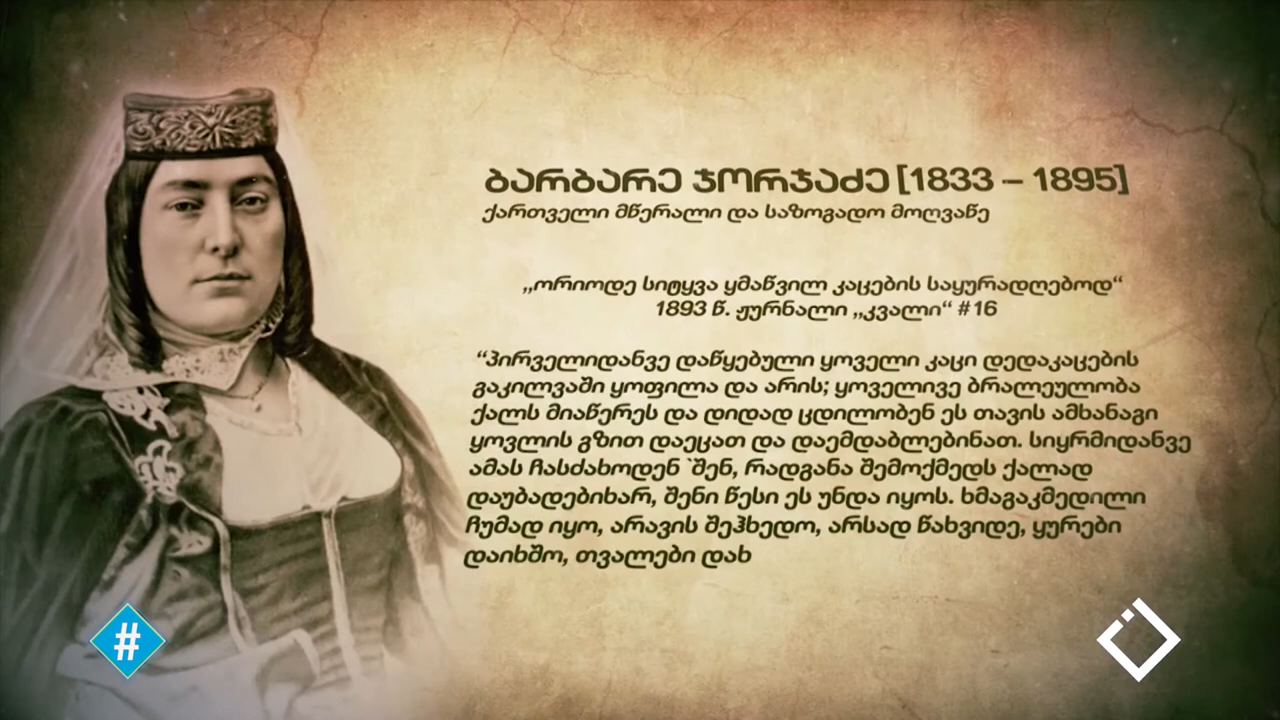 ბარბარე ჯორჯაძე [1833 – 1895]
ქართველი მწერალი და საზოგადო მოღვაწე
„ორიოდე სიტყვა ყმაწვილ კაცების საყურადღებოდ“
1893 წ. ჟურნალი „კვალი“ #16
“პირველიდანვე დაწყებული ყოველი კაცი დედაკაცების
გაკილვაში ყოფილა და არის; ყოველივე ბრალეულობა
ქალს მიაწერეს და დიდად ცდილობენ ეს თავის ამხანაგი
ყოვლის გზით დაეცათ და დაემდაბლებინათ. სიყრმიდანვე
ამას ჩასძახოდენ `შენ, რადგანა შემოქმედს ქალად
დაუბადებიხარ, შენი წესი ეს უნდა იყოს. ხმაგაკმედილი
ჩუმად იყო, არავის შეჰხედო, არსად წახვიდე, ყურები
დაიხშო, თვალები დახ
#